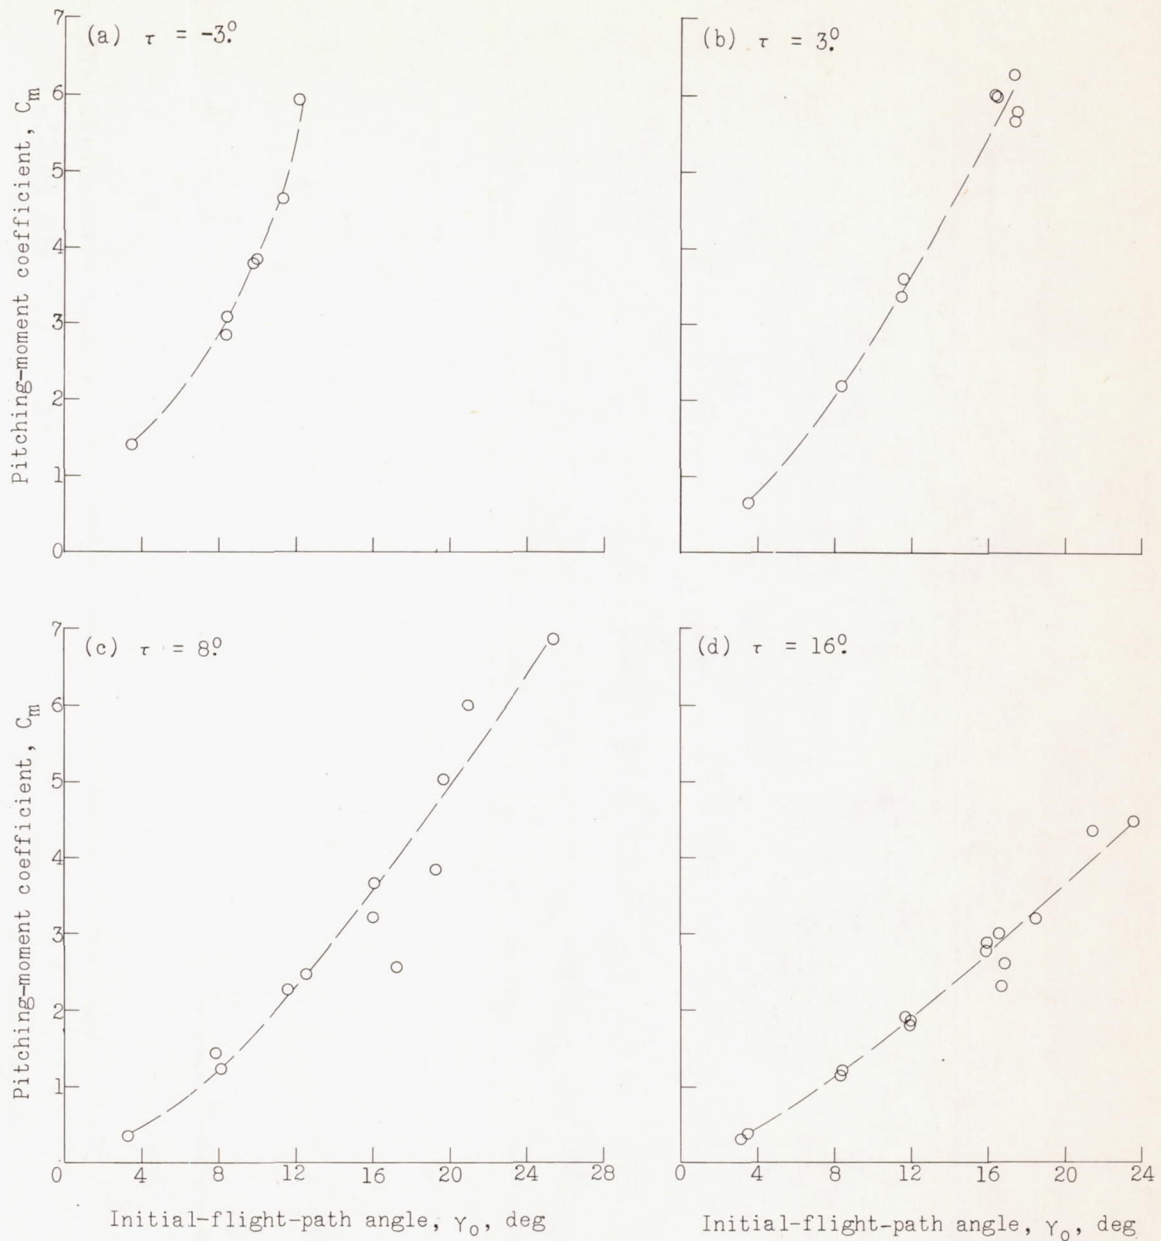 (a) τ = -3°.
(b) τ = 3°.
Pitching-moment coefficient, Cₘ
7
6
5
4
3
2
1
0
(c) τ = 8°.
(d) τ = 16°.
Pitching-moment coefficient, Cₘ
7
6
5
4
3
2
1
0 4 8 12 16 20 24 28
0 4 8 12 16 20 24
Initial-flight-path angle, γₒ, deg
Initial-flight-path angle, γₒ, deg